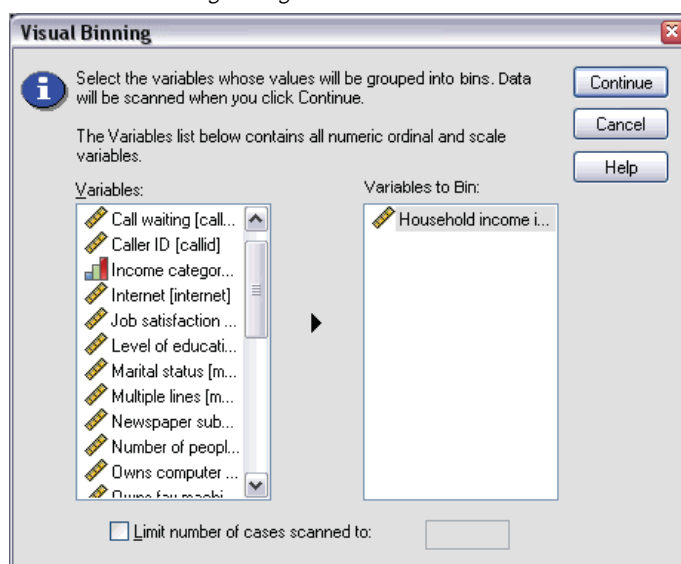 Visual Binning
Select the variables whose values will be grouped into bins. Data
will be scanned when you click Continue.
The Variables list below contains all numeric ordinal and scale
variables.
Variables:
Call waiting [call...
Caller ID [callid]
Income categor...
Internet [internet]
Job satisfaction ...
Level of educati...
Marital status [m...
Multiple lines [m...
Newspaper sub...
Number of peopl...
Owns computer ...
Variables to Bin:
Household income i...
Continue
Cancel
Help
Limit number of cases scanned to: